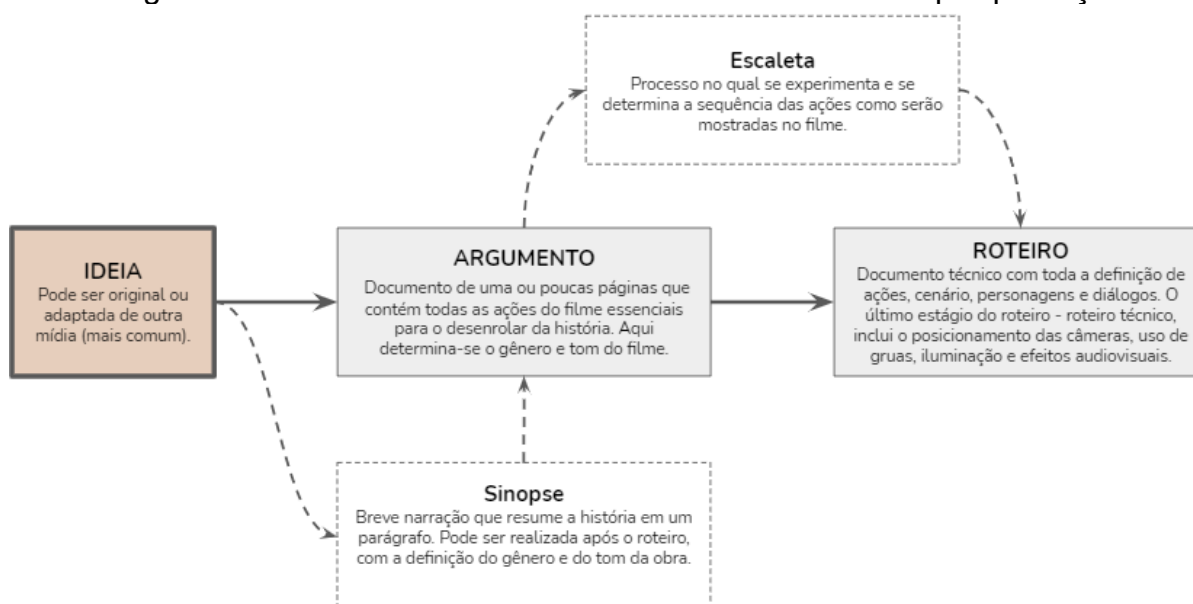 Escaleta
Processo no qual se experimenta e se
determina a sequência das ações como serão
mostradas no filme.
IDEIA
Pode ser original ou
adaptada de outra
mídia (mais comum).
ARGUMENTO
Documento de uma ou poucas páginas que
contém todas as ações do filme essenciais
para o desenrolar da história. Aqui
determina-se o gênero e tom do filme.
ROTEIRO
Documento técnico com toda a definição de
ações, cenário, personagens e diálogos. O
último estágio do roteiro - roteiro técnico,
inclui o posicionamento das câmeras, uso de
gruas, iluminação e efeitos audiovisuais.
Sinopse
Breve narração que resume a história em um
parágrafo. Pode ser realizada após o roteiro,
com a definição do gênero e do tom da obra.